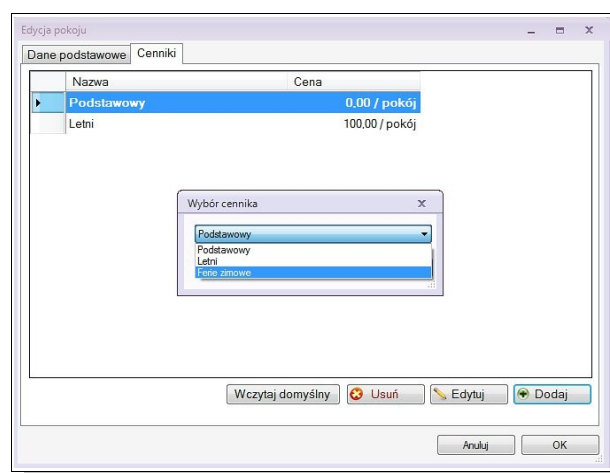 Edycja pokoju
Dane podstawowe Cenniki
Nazwa Cena
Podstawowy 0,00 / pokój
Letni 100,00 / pokój
Wybór cennika
Podstawowy
Podstawowy
Letni
Ferie zimowe
Wczytaj domyślny Usuń Edytuj Dodaj
Anuluj OK